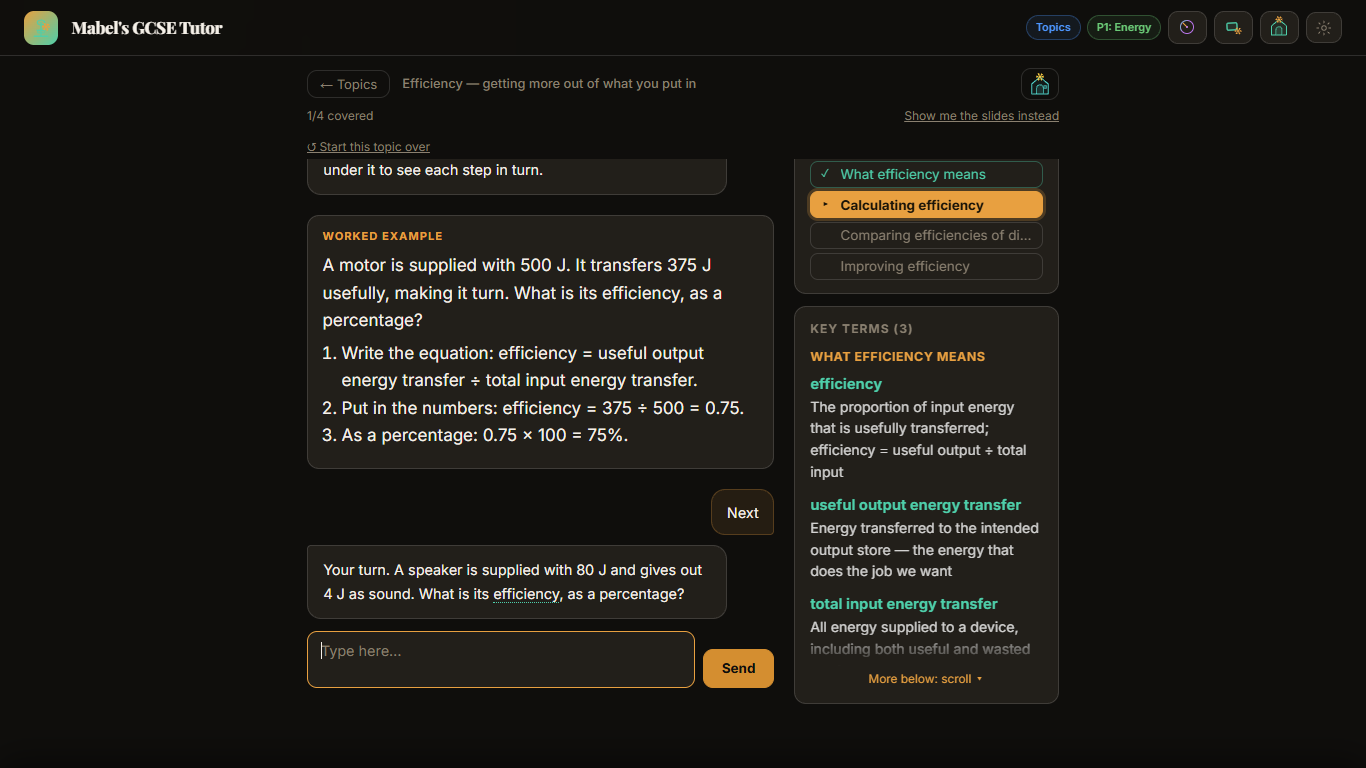 Mabel's GCSE Tutor
Topics
P1: Energy
← Topics
Efficiency — getting more out of what you put in
1/4 covered
Show me the slides instead
↺ Start this topic over
under it to see each step in turn.
WORKED EXAMPLE
A motor is supplied with 500 J. It transfers 375 J
usefully, making it turn. What is its efficiency, as a
percentage?
1. Write the equation: efficiency = useful output
energy transfer ÷ total input energy transfer.
2. Put in the numbers: efficiency = 375 ÷ 500 = 0.75.
3. As a percentage: 0.75 × 100 = 75%.
Next
Your turn. A speaker is supplied with 80 J and gives out
4 J as sound. What is its efficiency, as a percentage?
Type here...
Send
✓ What efficiency means
▸ Calculating efficiency
Comparing efficiencies of di...
Improving efficiency
KEY TERMS (3)
WHAT EFFICIENCY MEANS
efficiency
The proportion of input energy
that is usefully transferred;
efficiency = useful output ÷ total
input
useful output energy transfer
Energy transferred to the intended
output store — the energy that
does the job we want
total input energy transfer
All energy supplied to a device,
including both useful and wasted
More below: scroll ▾